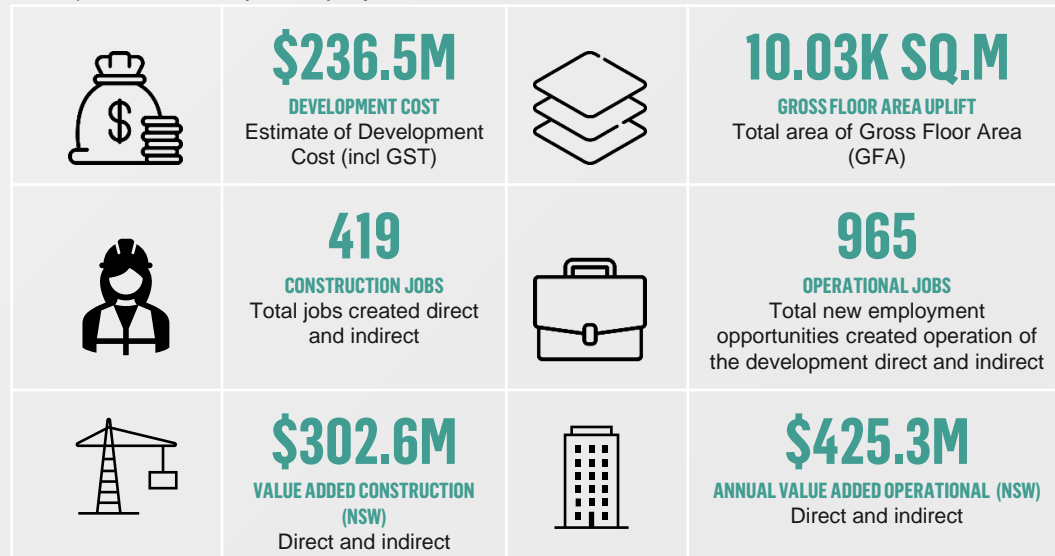 $236.5M
DEVELOPMENT COST
Estimate of Development
Cost (incl GST)
10.03K SQ.M
GROSS FLOOR AREA UPLIFT
Total area of Gross Floor Area
(GFA)
$
419
CONSTRUCTION JOBS
Total jobs created direct
and indirect
965
OPERATIONAL JOBS
Total new employment
opportunities created operation of
the development direct and indirect
$302.6M
VALUE ADDED CONSTRUCTION
(NSW)
Direct and indirect
$425.3M
ANNUAL VALUE ADDED OPERATIONAL (NSW)
Direct and indirect